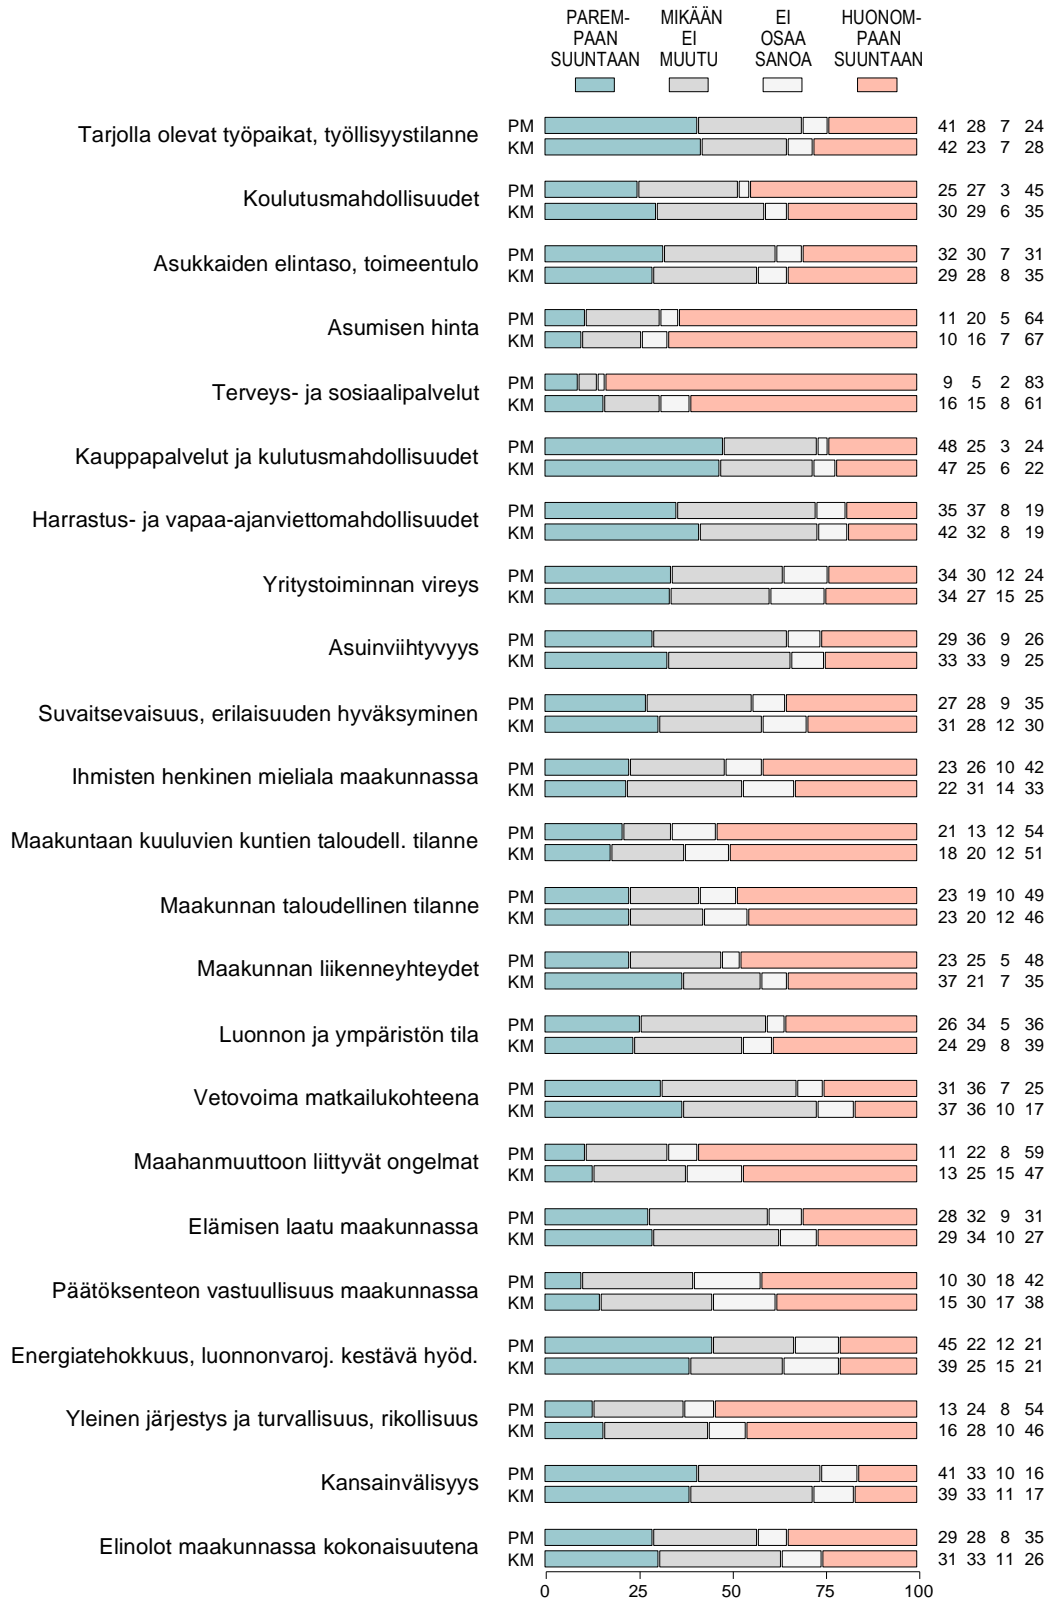 PAREM-
PAAN
SUUNTAAN
MIKÄÄN
EI
MUUTU
EI
OSAA
SANOA
HUONOM-
PAAN
SUUNTAAN
Tarjolla olevat työpaikat, työllisyystilanne
PM 41 28 7 24
KM 42 23 7 28
Koulutusmahdollisuudet
PM 25 27 3 45
KM 30 29 6 35
Asukkaiden elintaso, toimeentulo
PM 32 30 7 31
KM 29 28 8 35
Asumisen hinta
PM 11 20 5 64
KM 10 16 7 67
Terveys- ja sosiaalipalvelut
PM 9 5 2 83
KM 16 15 8 61
Kauppapalvelut ja kulutusmahdollisuudet
PM 48 25 3 24
KM 47 25 6 22
Harrastus- ja vapaa-ajanviettomahdollisuudet
PM 35 37 8 19
KM 42 32 8 19
Yritystoiminnan vireys
PM 34 30 12 24
KM 34 27 15 25
Asuinviihtyvyys
PM 29 36 9 26
KM 33 33 9 25
Suvaitsevaisuus, erilaisuuden hyväksyminen
PM 27 28 9 35
KM 31 28 12 30
Ihmisten henkinen mieliala maakunnassa
PM 23 26 10 42
KM 22 31 14 33
Maakuntaan kuuluvien kuntien taloudell. tilanne
PM 21 13 12 54
KM 18 20 12 51
Maakunnan taloudellinen tilanne
PM 23 19 10 49
KM 23 20 12 46
Maakunnan liikenneyhteydet
PM 23 25 5 48
KM 37 21 7 35
Luonnon ja ympäristön tila
PM 26 34 5 36
KM 24 29 8 39
Vetovoima matkailukohteena
PM 31 36 7 25
KM 37 36 10 17
Maahanmuuttoon liittyvät ongelmat
PM 11 22 8 59
KM 13 25 15 47
Elämisen laatu maakunnassa
PM 28 32 9 31
KM 29 34 10 27
Päätöksenteon vastuullisuus maakunnassa
PM 10 30 18 42
KM 15 30 17 38
Energiatehokkuus, luonnonvaroj. kestävä hyöd.
PM 45 22 12 21
KM 39 25 15 21
Yleinen järjestys ja turvallisuus, rikollisuus
PM 13 24 8 54
KM 16 28 10 46
Kansainvälisyys
PM 41 33 10 16
KM 39 33 11 17
Elinolot maakunnassa kokonaisuutena
PM 29 28 8 35
KM 31 33 11 26
0 25 50 75 100